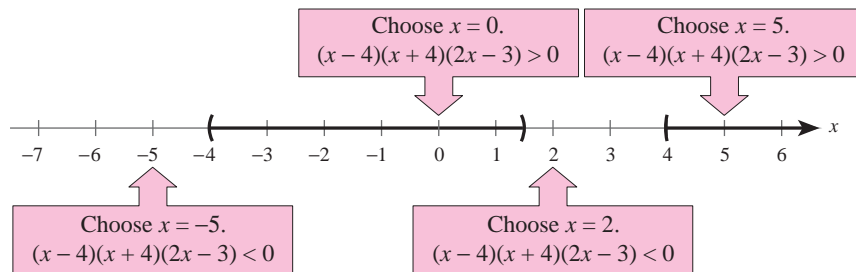 Choose x = 0.
(x − 4)(x + 4)(2x − 3) > 0
Choose x = 5.
(x − 4)(x + 4)(2x − 3) > 0
x
−7 −6 −5 −4 −3 −2 −1 0 1 2 3 4 5 6
Choose x = −5.
(x − 4)(x + 4)(2x − 3) < 0
Choose x = 2.
(x − 4)(x + 4)(2x − 3) < 0